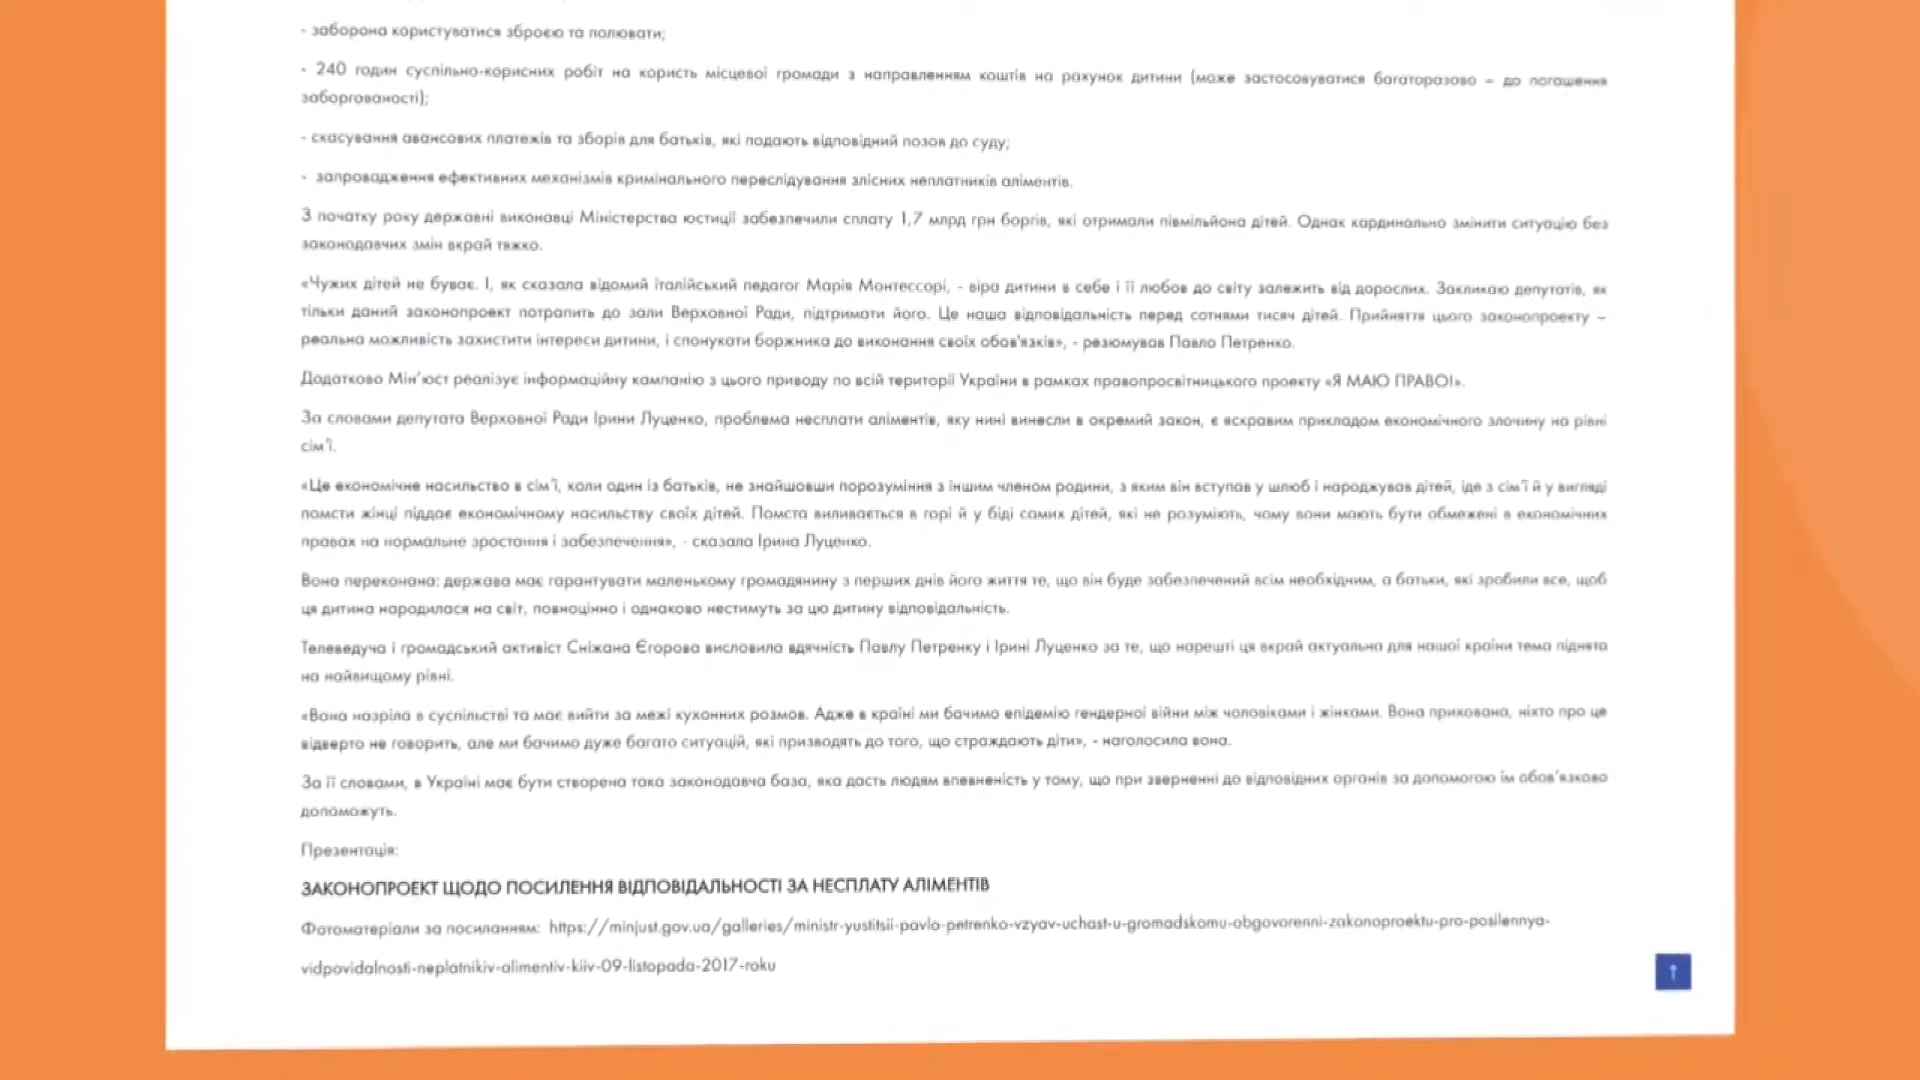 - заборона користуватися зброєю та полювати;
- 240 годин суспільно-корисних робіт на користь місцевої громади з направленням коштів на рахунок дитини (може застосовуватися багаторазово – до погашення
заборгованості);
- скасування авансових платежів та зборів для батьків, які подають відповідний позов до суду;
- запровадження ефективних механізмів кримінального переслідування злісних неплатників аліментів.
З початку року державні виконавці Міністерства юстиції забезпечили сплату 1,7 млрд грн боргів, які отримали півмільйона дітей. Однак кардинально змінити ситуацію без
законодавчих змін вкрай тяжко.
«Чужих дітей не буває. І, як сказала відомий італійський педагог Марія Монтессорі, - віра дитини в себе і її любов до світу залежить від дорослих. Закликаю депутатів, як
тільки даний законопроект потрапить до зали Верховної Ради, підтримати його. Це наша відповідальність перед сотнями тисяч дітей. Прийняття цього законопроекту –
реальна можливість захистити інтереси дитини, і спонукати боржника до виконання своїх обов'язків», - резюмував Павло Петренко.
Додатково Мін'юст реалізує інформаційну кампанію з цього приводу по всій території України в рамках правопросвітницького проекту «Я МАЮ ПРАВО!».
За словами депутата Верховної Ради Ірини Луценко, проблема несплати аліментів, яку нині винесли в окремий закон, є яскравим прикладом економічного злочину на рівні
сім'ї.
«Це економічне насильство в сім'ї, коли один із батьків, не знайшовши порозуміння з іншим членом родини, з яким він вступав у шлюб і народжував дітей, іде з сім'ї й у вигляді
помсти жінці піддає економічному насильству своїх дітей. Помста виливається в горі й у біді самих дітей, які не розуміють, чому вони мають бути обмежені в економічних
правах на нормальне зростання і забезпечення», - сказала Ірина Луценко.
Вона переконана: держава має гарантувати маленькому громадянину з перших днів його життя те, що він буде забезпечений всім необхідним, а батьки, які зробили все, щоб
ця дитина народилася на світ, повноцінно і однаково нестимуть за цю дитину відповідальність.
Телеведуча і громадський активіст Сніжана Єгорова висловила вдячність Павлу Петренку і Ірині Луценко за те, що нарешті ця вкрай актуальна для нашої країни тема піднята
на найвищому рівні.
«Вона назріла в суспільстві та має вийти за межі кухонних розмов. Адже в країні ми бачимо епідемію гендерної війни між чоловіками і жінками. Вона прихована, ніхто про це
відверто не говорить, але ми бачимо дуже багато ситуацій, які призводять до того, що страждають діти», - наголосила вона.
За її словами, в Україні має бути створена така законодавча база, яка дасть людям впевненість у тому, що при зверненні до відповідних органів за допомогою їм обов'язково
допоможуть.
Презентація:
ЗАКОНОПРОЕКТ ЩОДО ПОСИЛЕННЯ ВІДПОВІДАЛЬНОСТІ ЗА НЕСПЛАТУ АЛІМЕНТІВ
Фотоматеріали за посиланням: https://minjust.gov.ua/galleries/ministr-yustitsii-pavlo-petrenko-vzyav-uchast-u-gromadskomu-obgovorenni-zakonoproektu-pro-posilennya-
vidpovidalnosti-neplatnikiv-alimentiv-kiiv-09-listopada-2017-roku